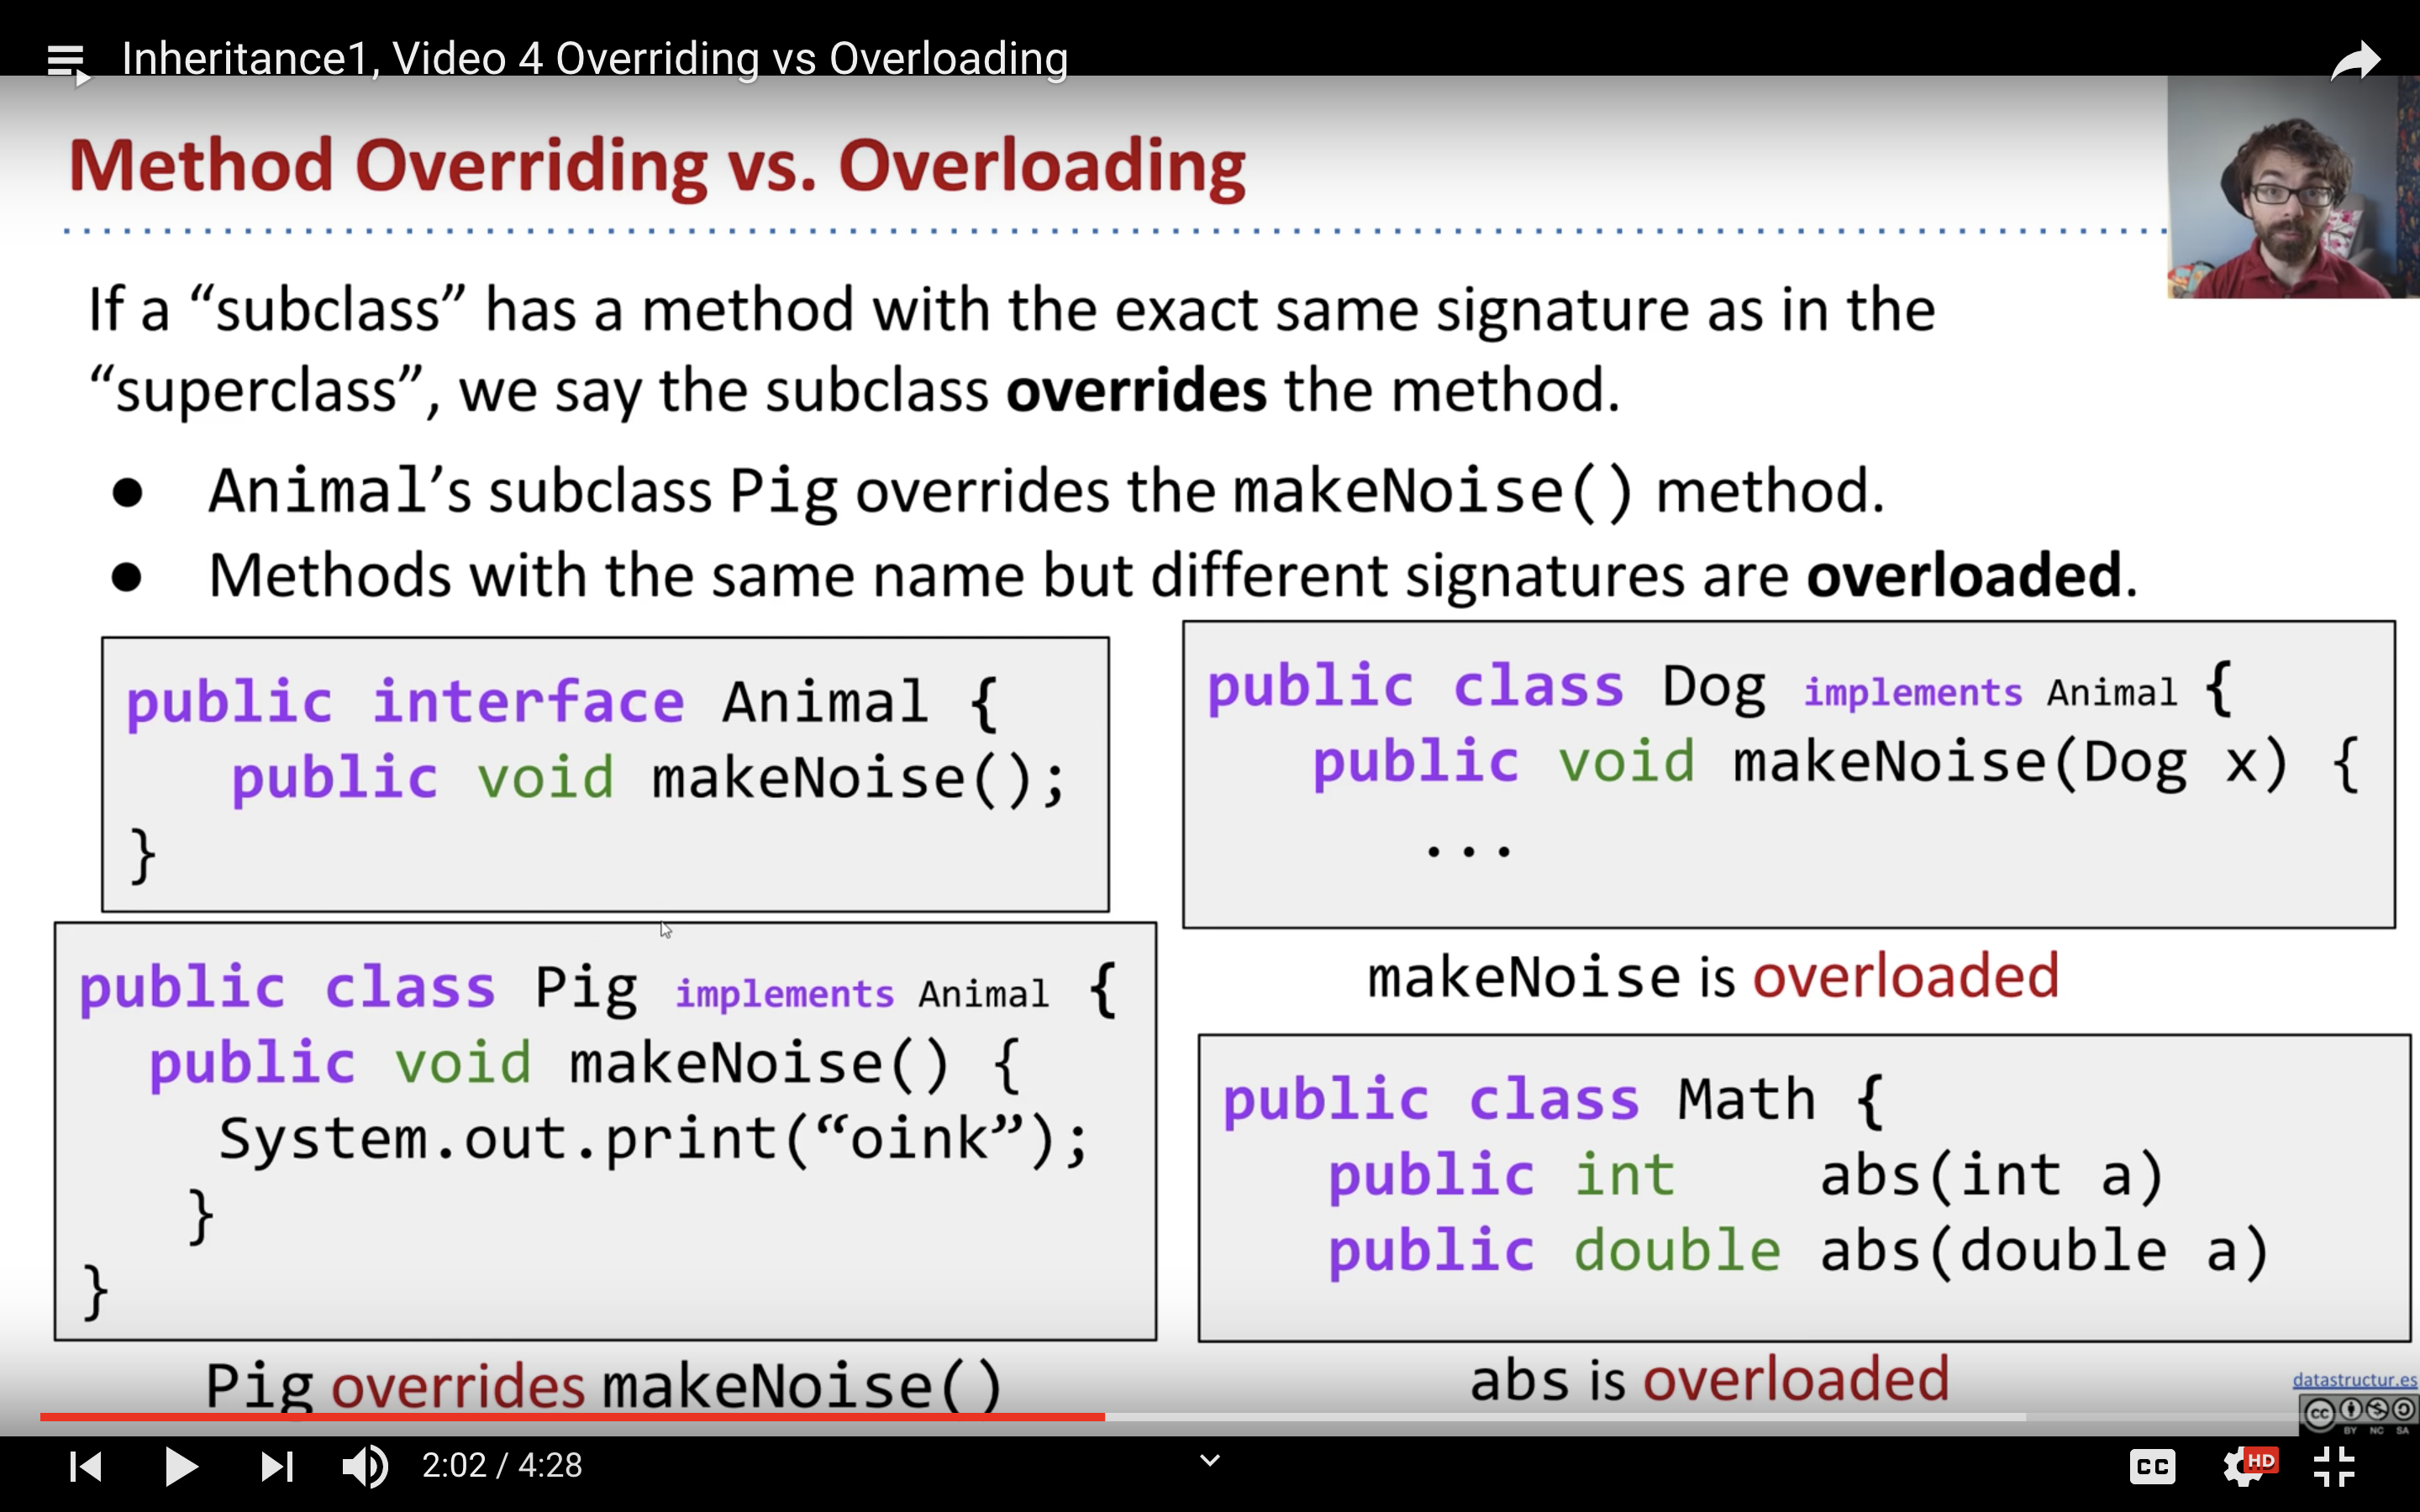 Inheritance1, Video 4 Overriding vs Overloading
Method Overriding vs. Overloading
If a “subclass” has a method with the exact same signature as in the
“superclass”, we say the subclass overrides the method.
● Animal’s subclass Pig overrides the makeNoise() method.
● Methods with the same name but different signatures are overloaded.
public interface Animal {
public void makeNoise();
}
public class Pig implements Animal {
public void makeNoise() {
System.out.print(“oink”);
}
}
Pig overrides makeNoise()
public class Dog implements Animal {
public void makeNoise(Dog x) {
...
makeNoise is overloaded
public class Math {
public int abs(int a)
public double abs(double a)
abs is overloaded
datastructur.es
cc
BY NC SA
2:02 / 4:28
CC
HD